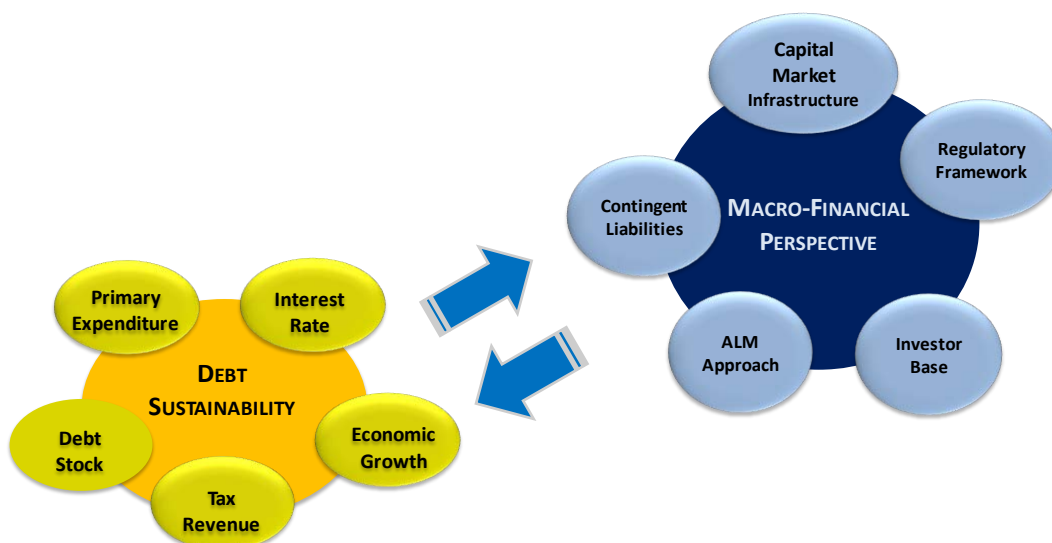 Capital
Market
Infrastructure
Regulatory
Framework
Contingent
Liabilities
MACRO-FINANCIAL
PERSPECTIVE
ALM
Approach
Investor
Base
Primary
Expenditure
Interest
Rate
DEBT
SUSTAINABILITY
Debt
Stock
Economic
Growth
Tax
Revenue